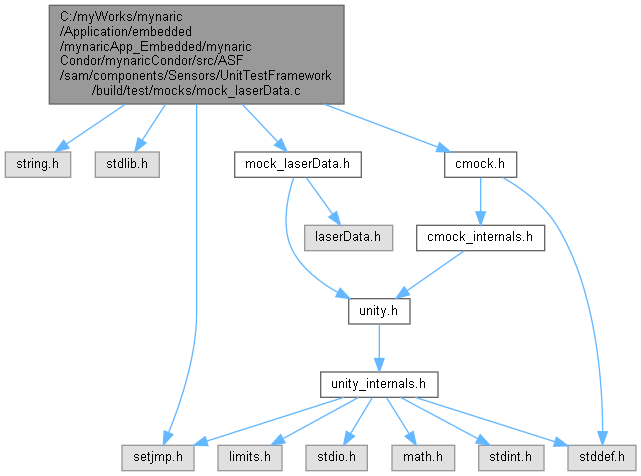 C:/myWorks/mynaric
/Application/embedded
/mynaricApp_Embedded/mynaric
Condor/mynaricCondor/src/ASF
/sam/components/Sensors/UnitTestFramework
/build/test/mocks/mock_laserData.c
string.h
stdlib.h
mock_laserData.h
cmock.h
laserData.h
cmock_internals.h
unity.h
unity_internals.h
setjmp.h
limits.h
stdio.h
math.h
stdint.h
stddef.h